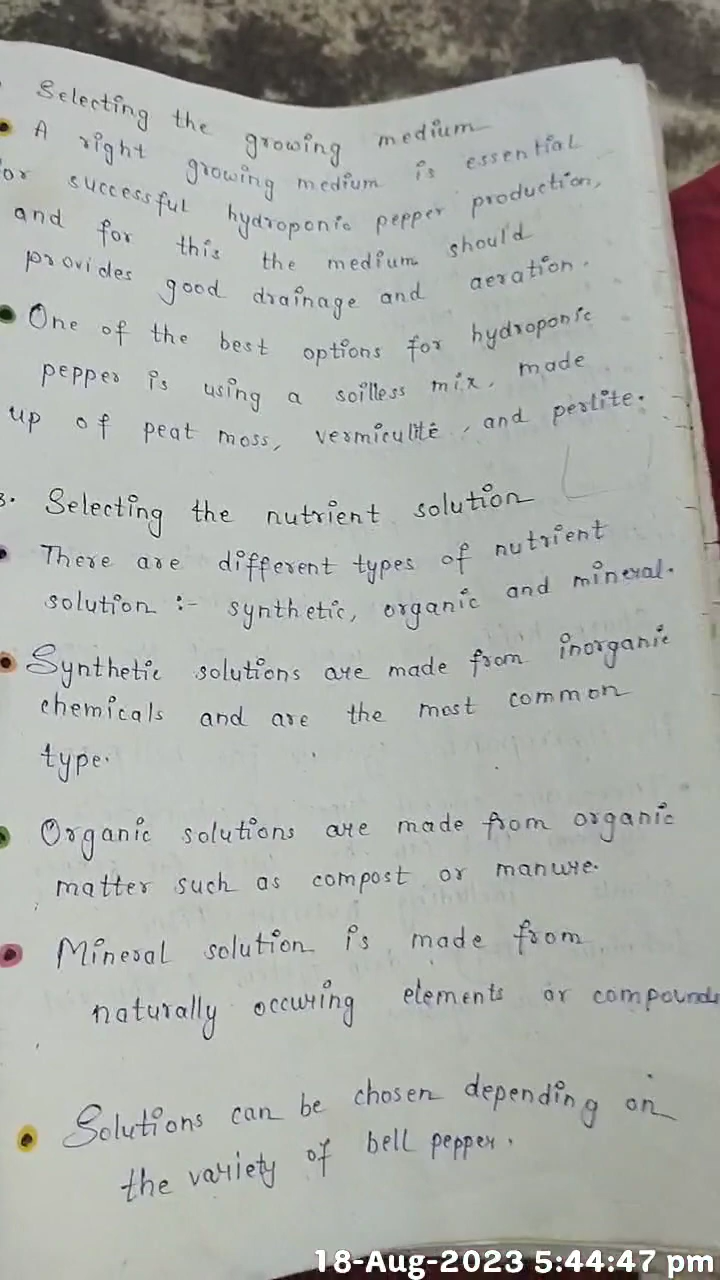 Selecting the growing medium
A right growing medium is essential
or successful hydroponic pepper production,
and for this the medium should
provides good drainage and aeration.
One of the best options for hydroponic
pepper is using a soilless mix, made
up of peat moss, vermiculite, and perlite.
3. Selecting the nutrient solution
There are different types of nutrient
solution :- synthetic, organic and mineral.
Synthetic solutions are made from inorganic
chemicals and are the most common
type.
Organic solutions are made from organic
matter such as compost or manure.
Mineral solution is made from
naturally occuring elements or compounds
Solutions can be chosen depending on
the variety of bell pepper.
18-Aug-2023 5:44:47 pm